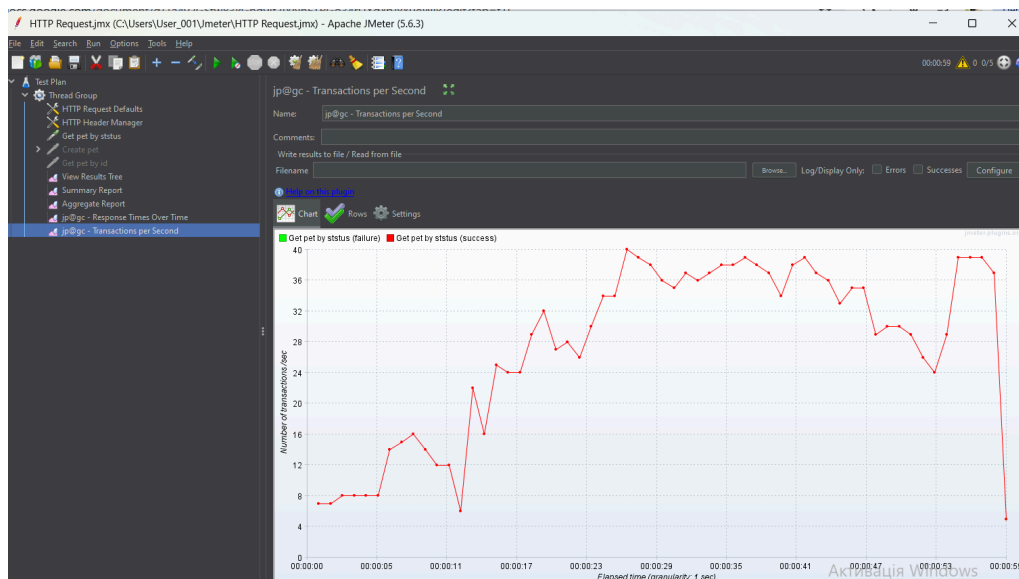 HTTP Request.jmx (C:\Users\User_001\Jmeter\HTTP Request.jmx) - Apache JMeter (5.6.3)
File Edit Search Run Options Tools Help
00:00:59 0 0/5
Test Plan
Thread Group
HTTP Request Defaults
HTTP Header Manager
Get pet by ststus
Create pet
Get pet by id
View Results Tree
Summary Report
Aggregate Report
jp@gc - Response Times Over Time
jp@gc - Transactions per Second
jp@gc - Transactions per Second
Name: jp@gc - Transactions per Second
Comments:
Write results to file / Read from file
Filename Browse... Log/Display Only: Errors Successes Configure
Help on this plugin
Chart Rows Settings
Get pet by ststus (failure) Get pet by ststus (success)
40
36
32
28
24
20
16
12
8
4
0
Number of transactions /sec
00:00:00 00:00:05 00:00:11 00:00:17 00:00:23 00:00:29 00:00:35 00:00:41 00:00:47 00:00:53 00:00:59
Elapsed time (granularity: 1 sec)
Активація Windows